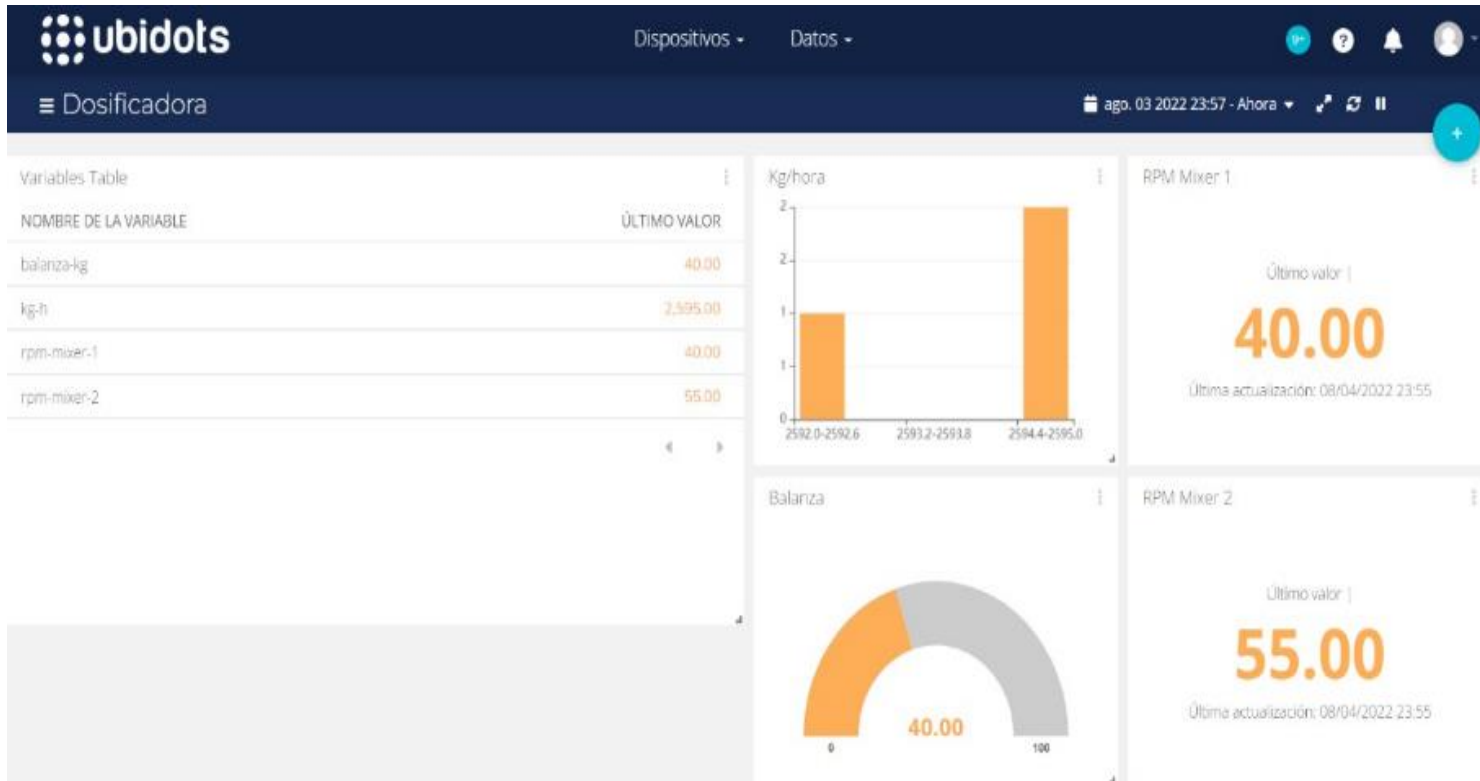 ubidots
Dispositivos
Datos
9+
?
Dosificadora
ago. 03 2022 23:57 - Ahora
+
Variables Table
NOMBRE DE LA VARIABLE ÚLTIMO VALOR
balanza-kg 40.00
kg-h 2,595.00
rpm-mixer-1 40.00
rpm-mixer-2 55.00
Kg/hora
2
2
1
1
0
2592.0-2592.6 2593.2-2593.8 2594.4-2595.0
RPM Mixer 1
Último valor |
40.00
Última actualización: 08/04/2022 23:55
Balanza
40.00
0 100
RPM Mixer 2
Último valor |
55.00
Última actualización: 08/04/2022 23:55